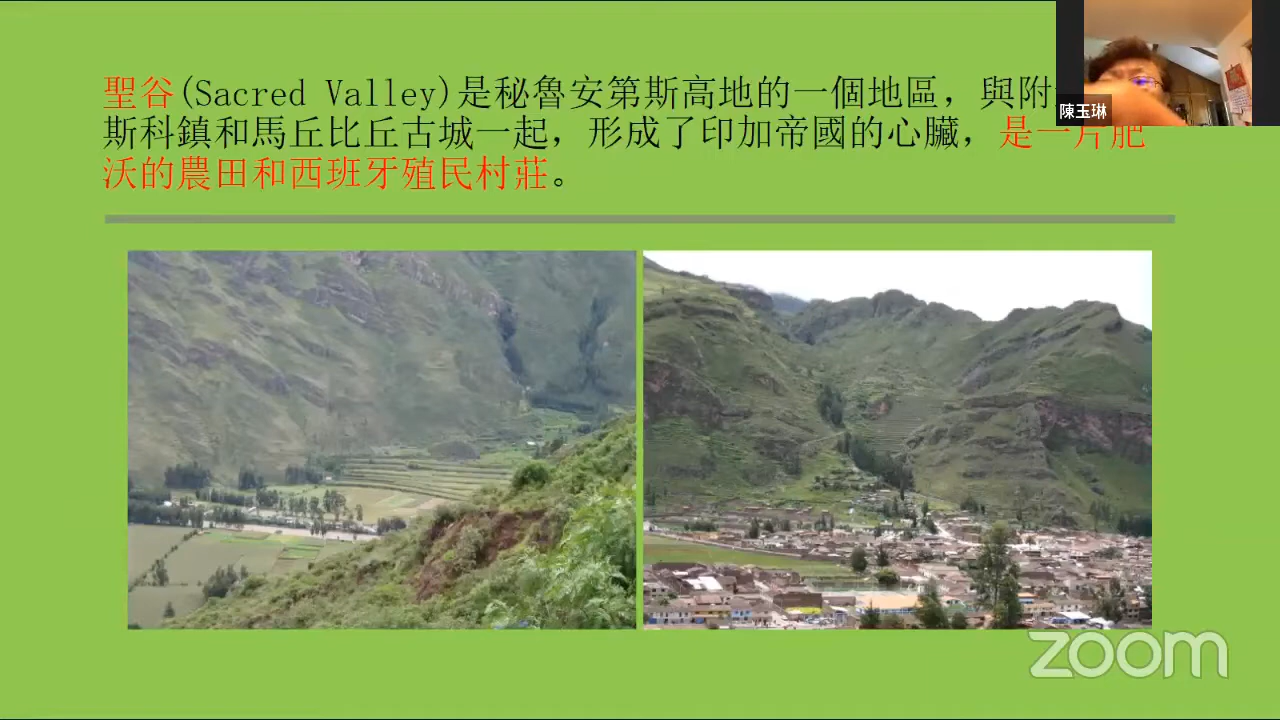 聖谷(Sacred Valley)是秘魯安第斯高地的一個地區，與附
斯科鎮和馬丘比丘古城一起，形成了印加帝國的心臟，是一片肥
沃的農田和西班牙殖民村莊。
陳玉琳
zoom